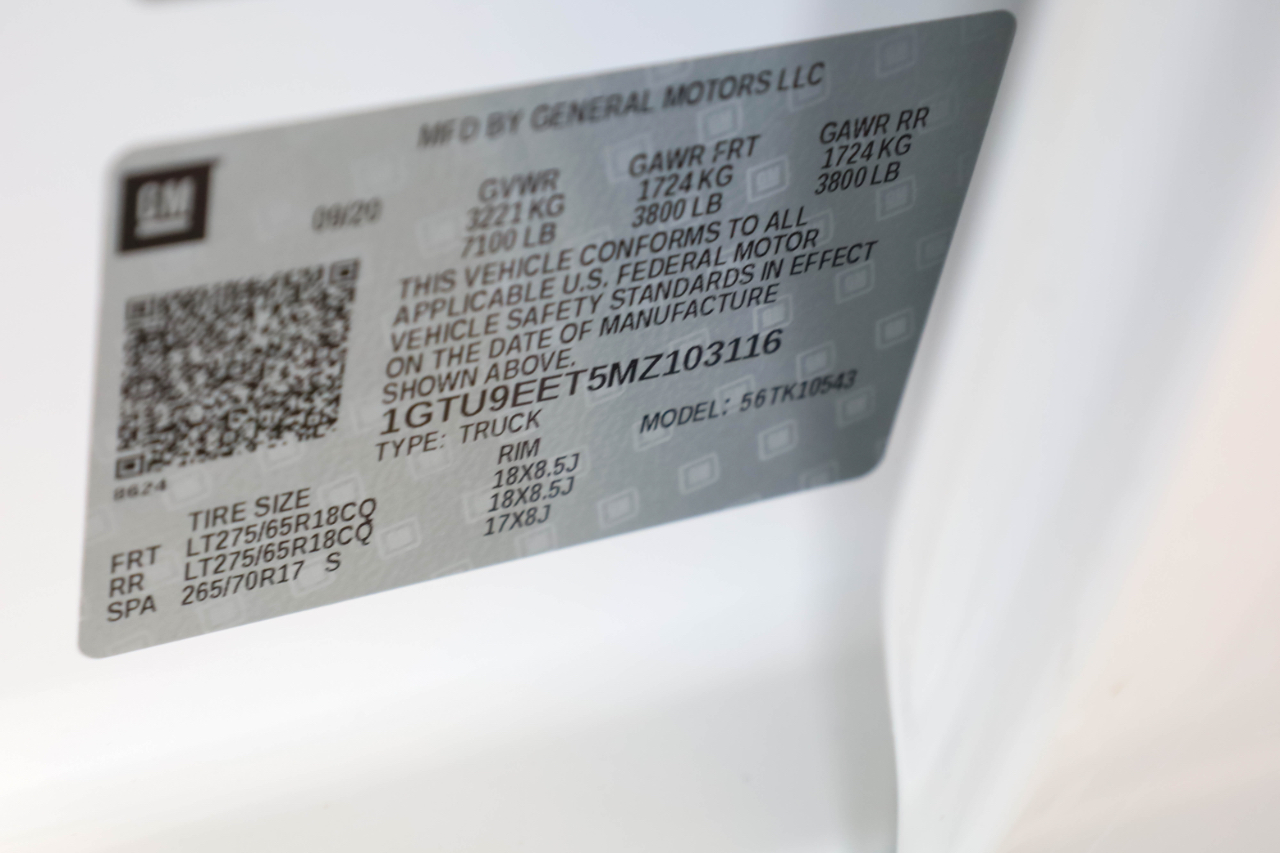 MFD BY GENERAL MOTORS LLC
GM
09/20
GVWR GAWR FRT GAWR RR
3221 KG 1724 KG 1724 KG
7100 LB 3800 LB 3800 LB
THIS VEHICLE CONFORMS TO ALL
APPLICABLE U.S. FEDERAL MOTOR
VEHICLE SAFETY STANDARDS IN EFFECT
ON THE DATE OF MANUFACTURE
SHOWN ABOVE.
1GTU9EET5MZ103116
TYPE: TRUCK MODEL: 56TK10543
8624
TIRE SIZE RIM
FRT LT275/65R18CQ 18X8.5J
RR LT275/65R18CQ 18X8.5J
SPA 265/70R17 S 17X8J